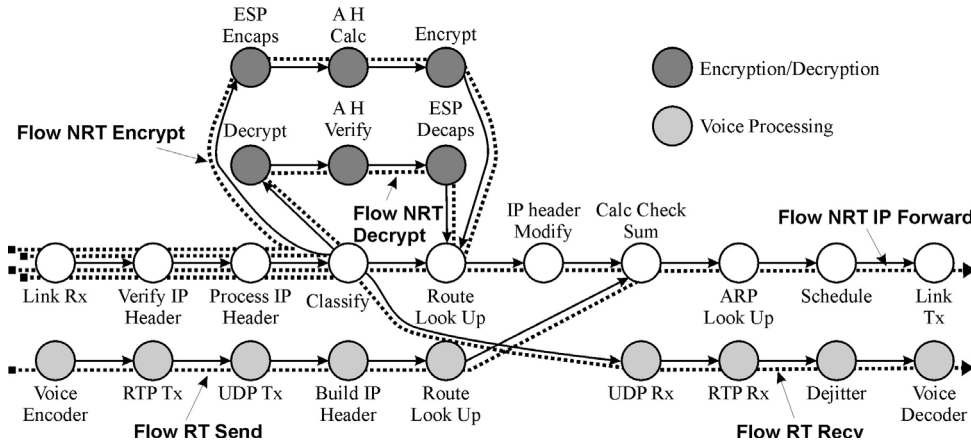 ESP Encaps
A H Calc
Encrypt
Encryption/Decryption
Voice Processing
Flow NRT Encrypt
Decrypt
A H Verify
ESP Decaps
Flow NRT Decrypt
IP header Modify
Calc Check Sum
Flow NRT IP Forward
Link Rx
Verify IP Header
Process IP Header
Classify
Route Look Up
ARP Look Up
Schedule
Link Tx
Voice Encoder
RTP Tx
UDP Tx
Build IP Header
Route Look Up
UDP Rx
RTP Rx
Dejitter
Voice Decoder
Flow RT Send
Flow RT Recv